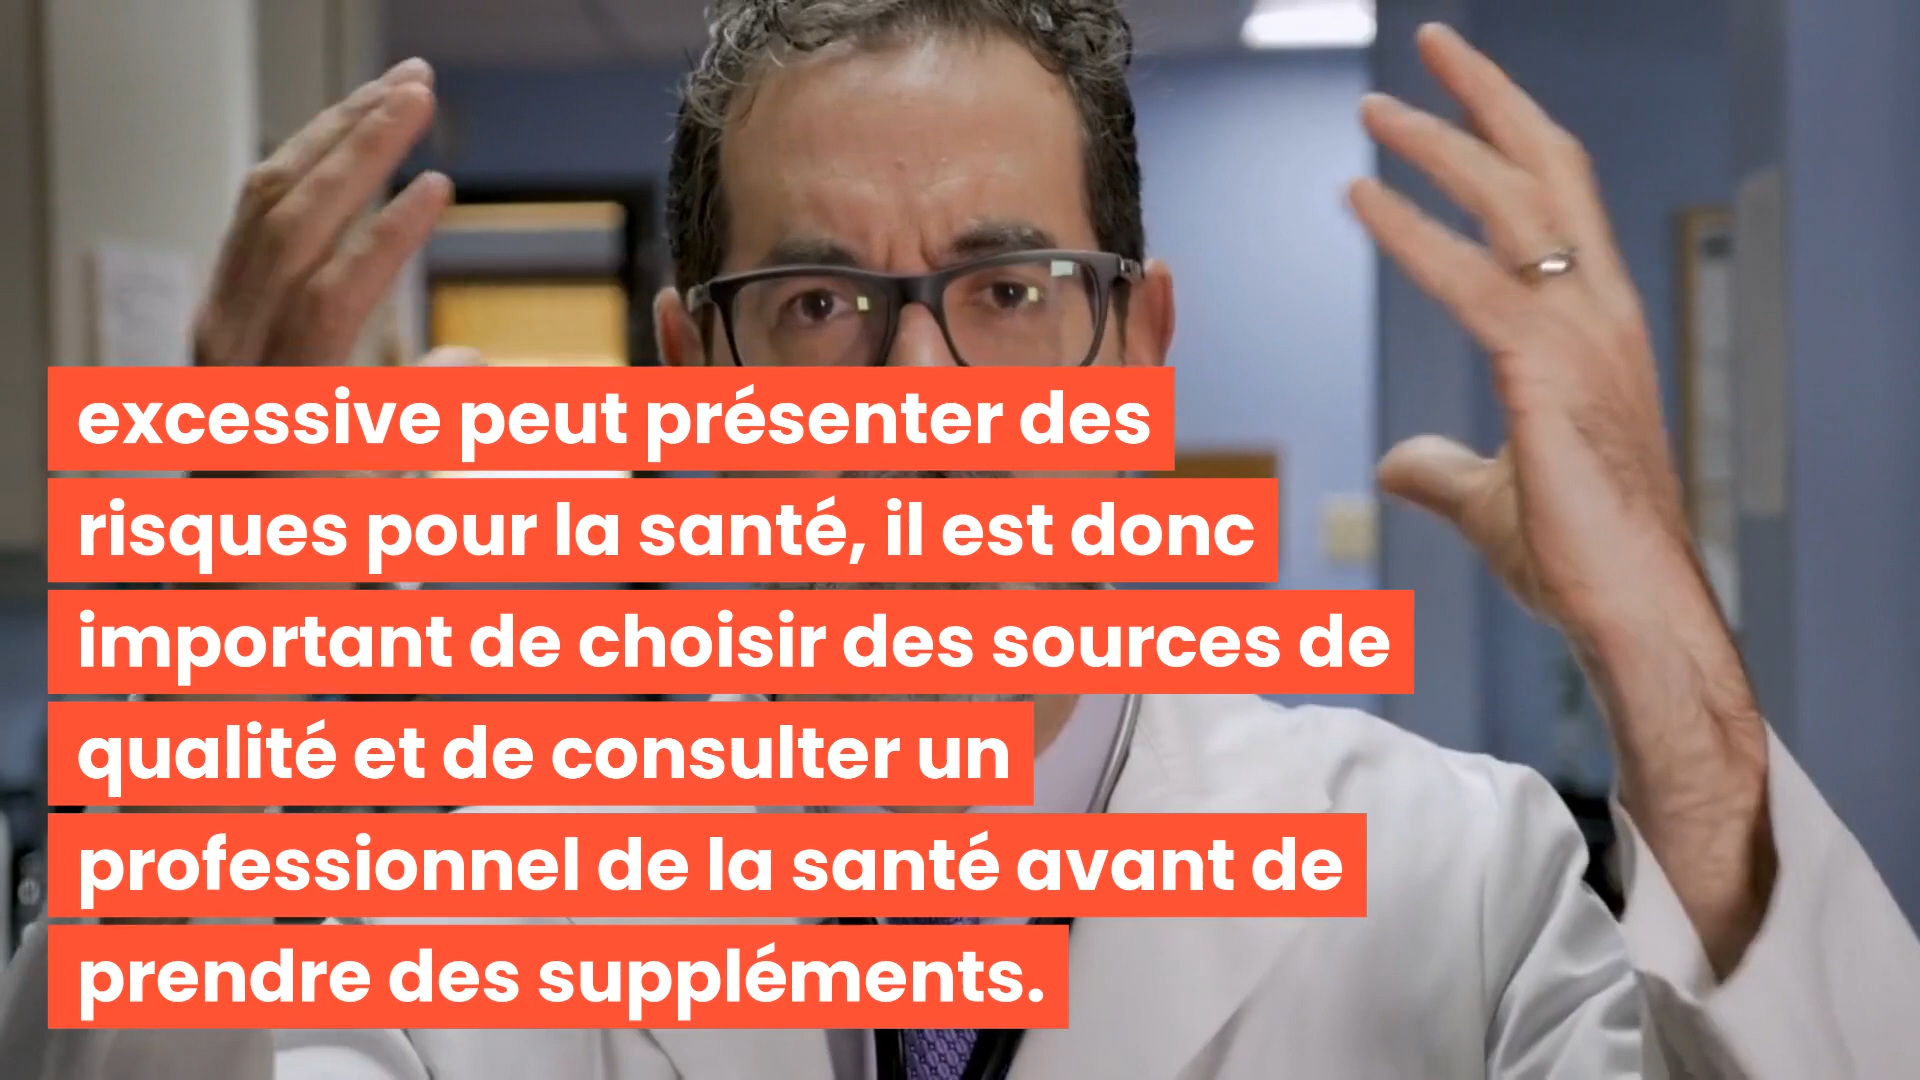 excessive peut présenter des
risques pour la santé, il est donc
important de choisir des sources de
qualité et de consulter un
professionnel de la santé avant de
prendre des suppléments.